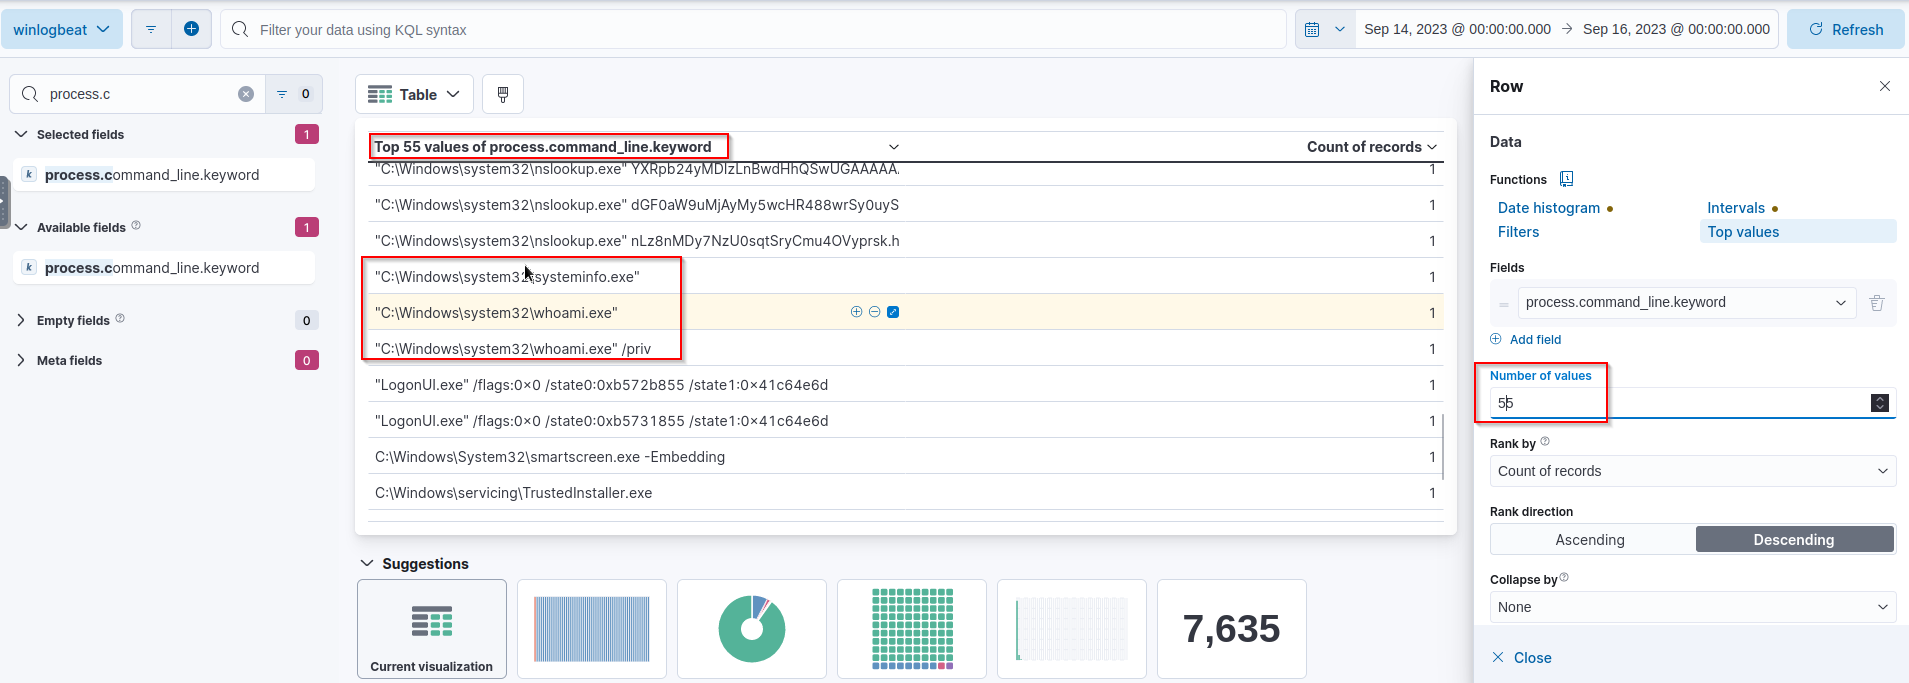 winlogbeat
Filter your data using KQL syntax
Sep 14, 2023 @ 00:00:00.000 → Sep 16, 2023 @ 00:00:00.000
Refresh
process.c
0
Selected fields 1
k process.command_line.keyword
Available fields 1
k process.command_line.keyword
Empty fields 0
Meta fields 0
Table
Top 55 values of process.command_line.keyword Count of records
"C:\Windows\system32\nslookup.exe" YXRpb24yMDIzLnBwdHhQSwUGAAAAA. 1
"C:\Windows\system32\nslookup.exe" dGF0aW9uMjAyMy5wcHR488wrSy0uyS 1
"C:\Windows\system32\nslookup.exe" nLz8nMDy7NzU0sqtSryCmu4OVyprsk.h 1
"C:\Windows\system32\systeminfo.exe" 1
"C:\Windows\system32\whoami.exe" 1
"C:\Windows\system32\whoami.exe" /priv 1
"LogonUI.exe" /flags:0×0 /state0:0xb572b855 /state1:0×41c64e6d 1
"LogonUI.exe" /flags:0×0 /state0:0xb5731855 /state1:0×41c64e6d 1
C:\Windows\System32\smartscreen.exe -Embedding 1
C:\Windows\servicing\TrustedInstaller.exe 1
Suggestions
Current visualization
7,635
Row
Data
Functions
Date histogram
Intervals
Filters
Top values
Fields
process.command_line.keyword
Add field
Number of values
55
Rank by
Count of records
Rank direction
Ascending
Descending
Collapse by
None
Close